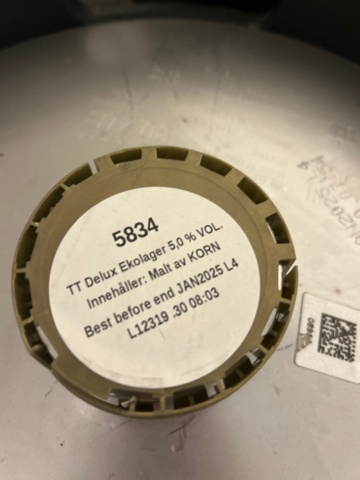 5834
TT Delux Ekolager 5,0 % VOL.
Innehåller: Malt av KORN
Best before end JAN2025 L4
L12319 .30 08:03